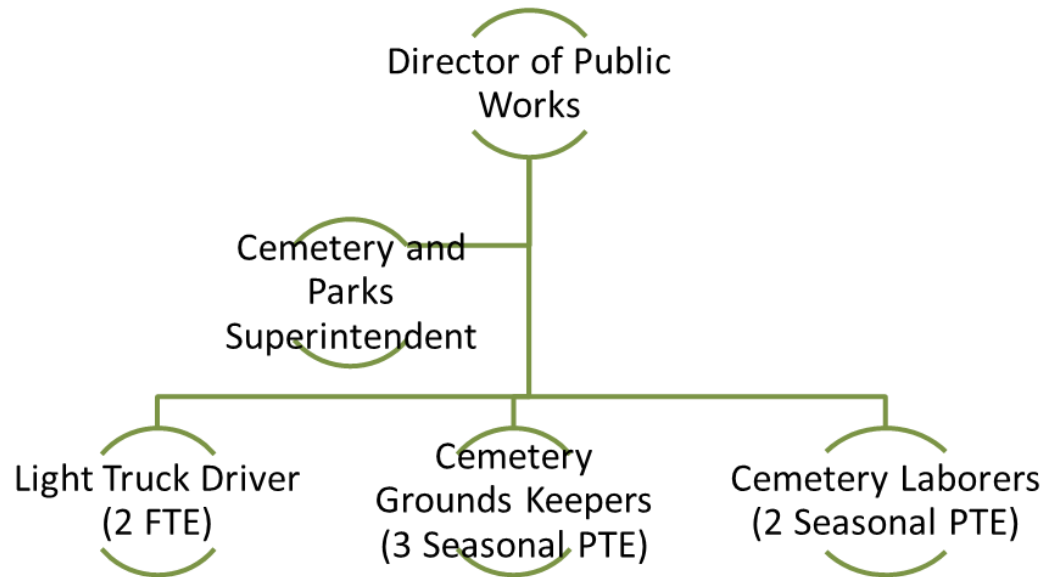 Director of Public
Works
Cemetery and
Parks
Superintendent
Light Truck Driver
(2 FTE)
Cemetery
Grounds Keepers
(3 Seasonal PTE)
Cemetery Laborers
(2 Seasonal PTE)